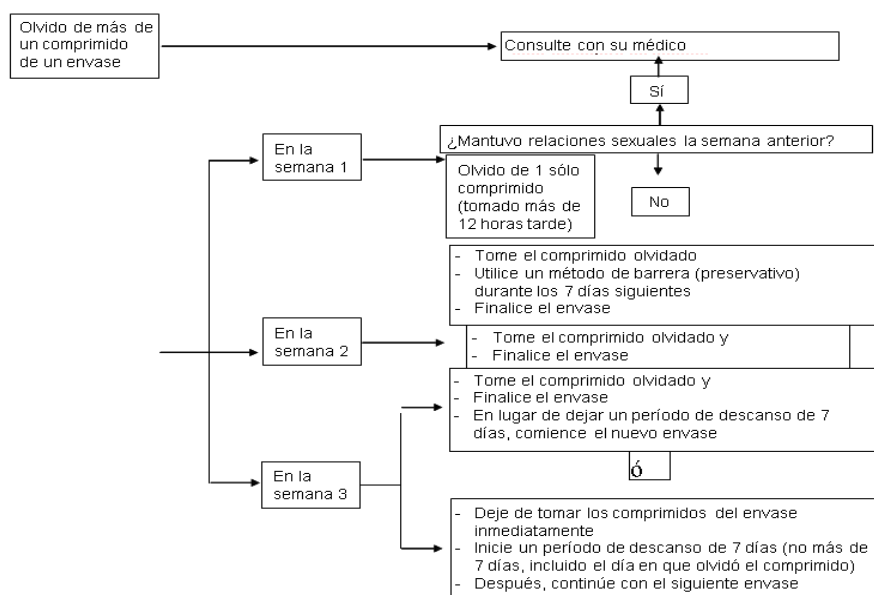 Olvido de más de
un comprimido
de un envase
Consulte con su médico
Sí
¿Mantuvo relaciones sexuales la semana anterior?
En la
semana 1
Olvido de 1 sólo
comprimido
(tomado más de
12 horas tarde)
No
- Tome el comprimido olvidado
- Utilice un método de barrera (preservativo)
durante los 7 días siguientes
- Finalice el envase
En la
semana 2
- Tome el comprimido olvidado y
- Finalice el envase
- Tome el comprimido olvidado y
- Finalice el envase
- En lugar de dejar un período de descanso de 7
días, comience el nuevo envase
ó
En la
semana 3
- Deje de tomar los comprimidos del envase
inmediatamente
- Inicie un período de descanso de 7 días (no más de
7 días, incluido el día en que olvidó el comprimido)
- Después, continúe con el siguiente envase